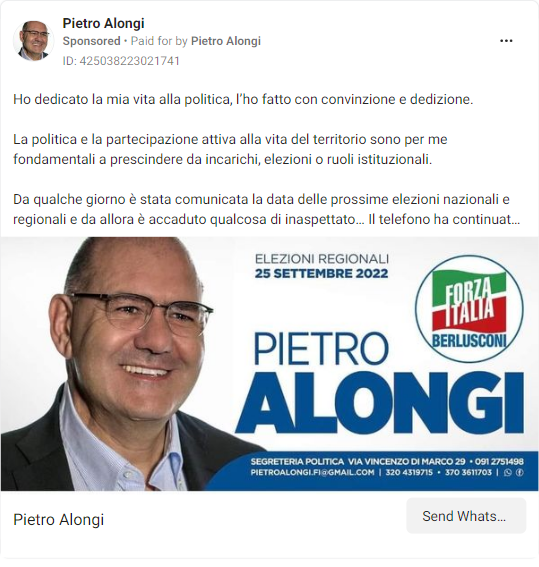 Pietro Alongi
Sponsored • Paid for by Pietro Alongi
ID: 425038223021741
Ho dedicato la mia vita alla politica, l’ho fatto con convinzione e dedizione.
La politica e la partecipazione attiva alla vita del territorio sono per me
fondamentali a prescindere da incarichi, elezioni o ruoli istituzionali.
Da qualche giorno è stata comunicata la data delle prossime elezioni nazionali e
regionali e da allora è accaduto qualcosa di inaspettato... Il telefono ha continuat...
ELEZIONI REGIONALI
25 SETTEMBRE 2022
FORZA
ITALIA
BERLUSCONI
PIETRO
ALONGI
SEGRETERIA POLITICA VIA VINCENZO DI MARCO 29 • 091 2751498
PIETROALONGI.FI@GMAIL.COM | 320 4319715 • 370 3611703 |
Pietro Alongi
Send Whats...